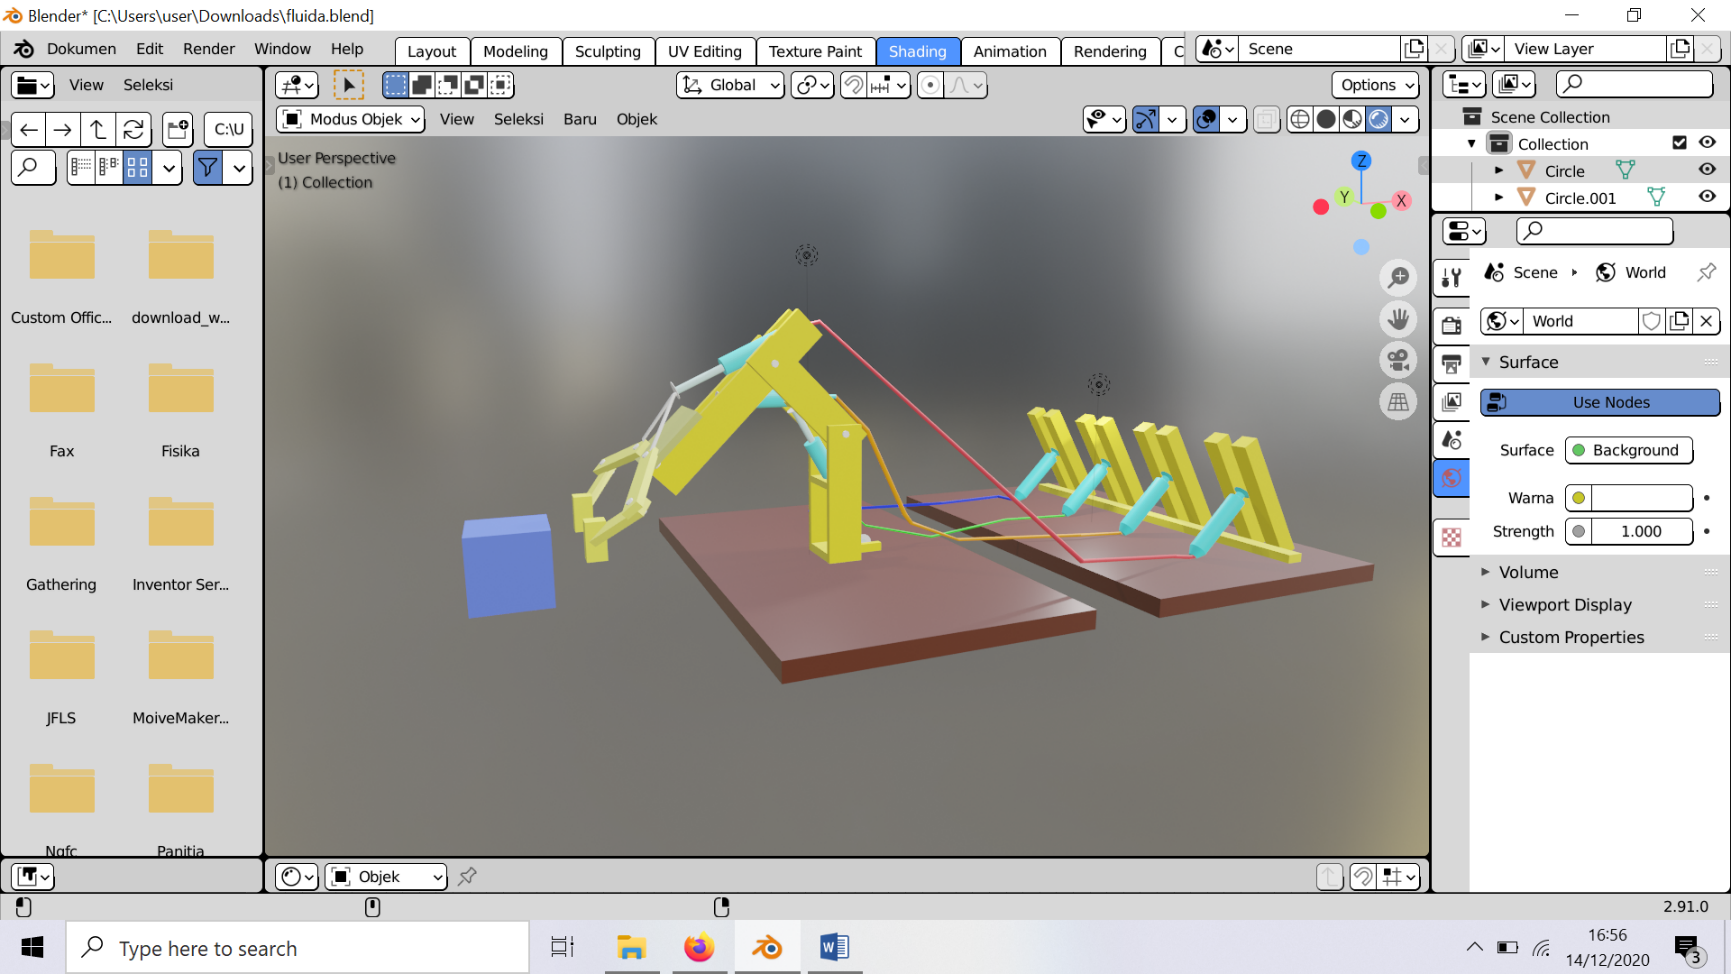 Blender* [C:\Users\user\Downloads\fluida.blend]
Dokumen Edit Render Window Help
Layout Modeling Sculpting UV Editing Texture Paint Shading Animation Rendering C
Scene
View Layer
View Seleksi
Global
Options
C:\U
Modus Objek View Seleksi Baru Objek
User Perspective
(1) Collection
Z
Y
X
Custom Offic...
download_w...
Fax
Fisika
Gathering
Inventor Ser...
JFLS
MoiveMaker...
Ngfc
Panitia
Scene Collection
Collection
Circle
Circle.001
Scene World
World
Surface
Use Nodes
Surface Background
Warna
Strength 1.000
Volume
Viewport Display
Custom Properties
Objek
2.91.0
Type here to search
W
16:56
14/12/2020
3